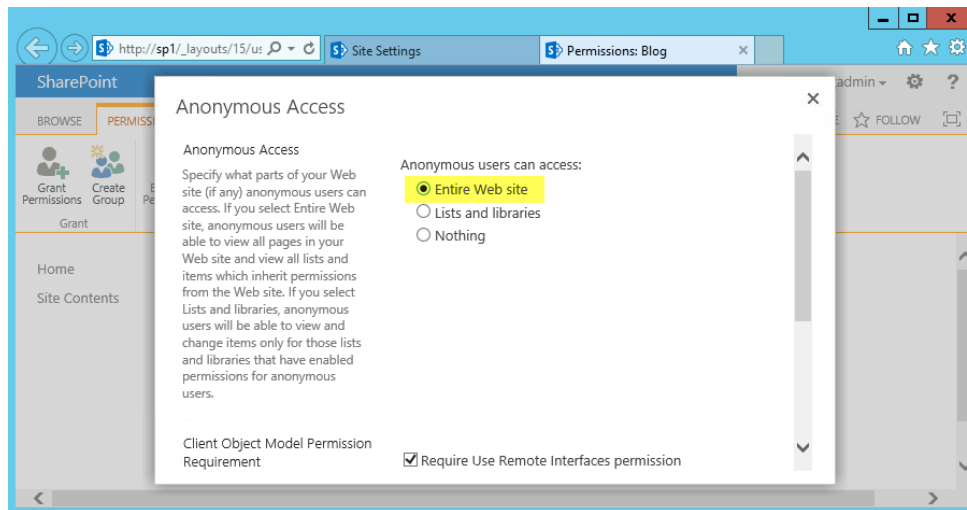 http://sp1/_layouts/15/us
Site Settings
Permissions: Blog
SharePoint
admin
?
BROWSE
FOLLOW
Grant Permissions
Create Group
Grant
Home
Site Contents
Anonymous Access
Anonymous Access
Specify what parts of your Web
site (if any) anonymous users can
access. If you select Entire Web
site, anonymous users will be
able to view all pages in your
Web site and view all lists and
items which inherit permissions
from the Web site. If you select
Lists and libraries, anonymous
users will be able to view and
change items only for those lists
and libraries that have enabled
permissions for anonymous
users.
Anonymous users can access:
Entire Web site
Lists and libraries
Nothing
Client Object Model Permission
Requirement
Require Use Remote Interfaces permission